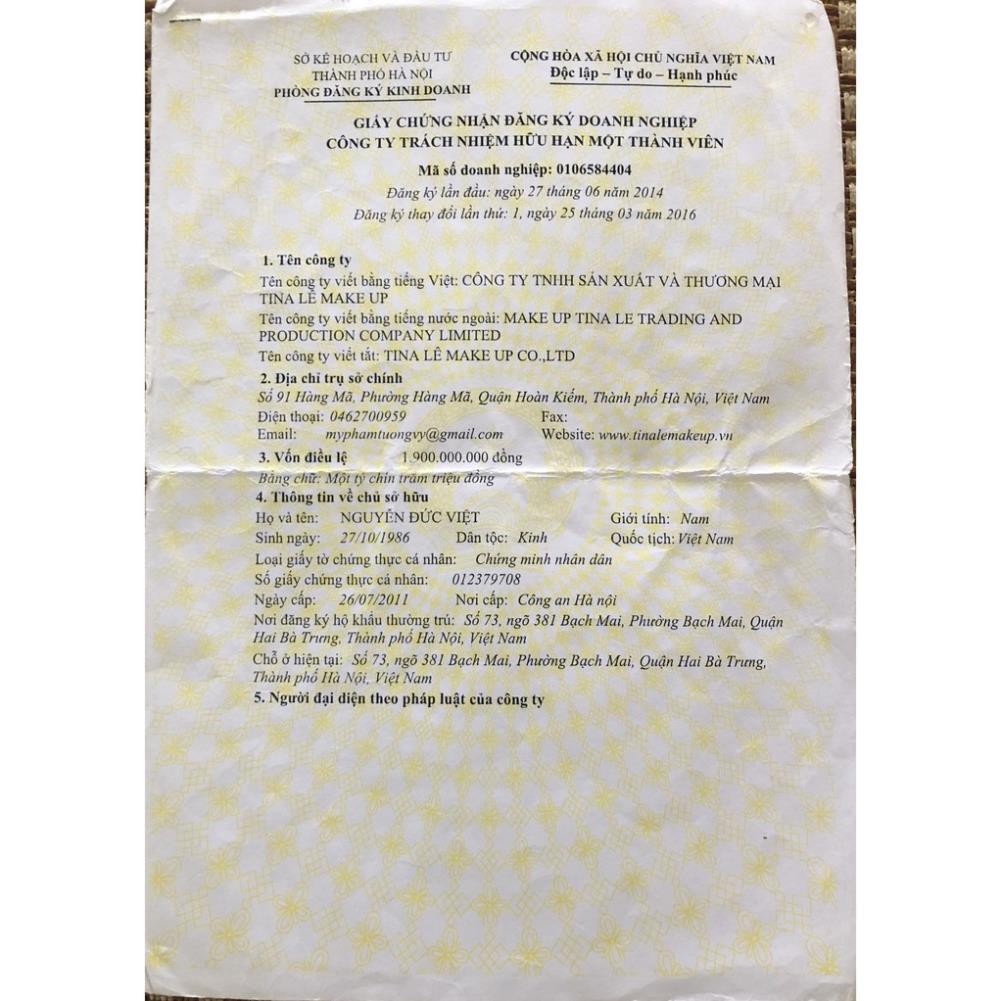 SỞ KẾ HOẠCH VÀ ĐẦU TƯ
THÀNH PHỐ HÀ NỘI
PHÒNG ĐĂNG KÝ KINH DOANH
CỘNG HÒA XÃ HỘI CHỦ NGHĨA VIỆT NAM
Độc lập – Tự do – Hạnh phúc
GIẤY CHỨNG NHẬN ĐĂNG KÝ DOANH NGHIỆP
CÔNG TY TRÁCH NHIỆM HỮU HẠN MỘT THÀNH VIÊN
Mã số doanh nghiệp: 0106584404
Đăng ký lần đầu: ngày 27 tháng 06 năm 2014
Đăng ký thay đổi lần thứ: 1, ngày 25 tháng 03 năm 2016
1. Tên công ty
Tên công ty viết bằng tiếng Việt: CÔNG TY TNHH SẢN XUẤT VÀ THƯƠNG MẠI
TINA LÊ MAKE UP
Tên công ty viết bằng tiếng nước ngoài: MAKE UP TINA LE TRADING AND
PRODUCTION COMPANY LIMITED
Tên công ty viết tắt: TINA LÊ MAKE UP CO.,LTD
2. Địa chỉ trụ sở chính
Số 91 Hàng Mã, Phường Hàng Mã, Quận Hoàn Kiếm, Thành phố Hà Nội, Việt Nam
Điện thoại: 0462700959 Fax:
Email: myphamtuongvy@gmail.com Website: www.tinalemakeup.vn
3. Vốn điều lệ 1.900.000.000 đồng
Bằng chữ: Một tỷ chín trăm triệu đồng
4. Thông tin về chủ sở hữu
Họ và tên: NGUYỄN ĐỨC VIỆT Giới tính: Nam
Sinh ngày: 27/10/1986 Dân tộc: Kinh Quốc tịch: Việt Nam
Loại giấy tờ chứng thực cá nhân: Chứng minh nhân dân
Số giấy chứng thực cá nhân: 012379708
Ngày cấp: 26/07/2011 Nơi cấp: Công an Hà nội
Nơi đăng ký hộ khẩu thường trú: Số 73, ngõ 381 Bạch Mai, Phường Bạch Mai, Quận
Hai Bà Trưng, Thành phố Hà Nội, Việt Nam
Chỗ ở hiện tại: Số 73, ngõ 381 Bạch Mai, Phường Bạch Mai, Quận Hai Bà Trưng,
Thành phố Hà Nội, Việt Nam
5. Người đại diện theo pháp luật của công ty